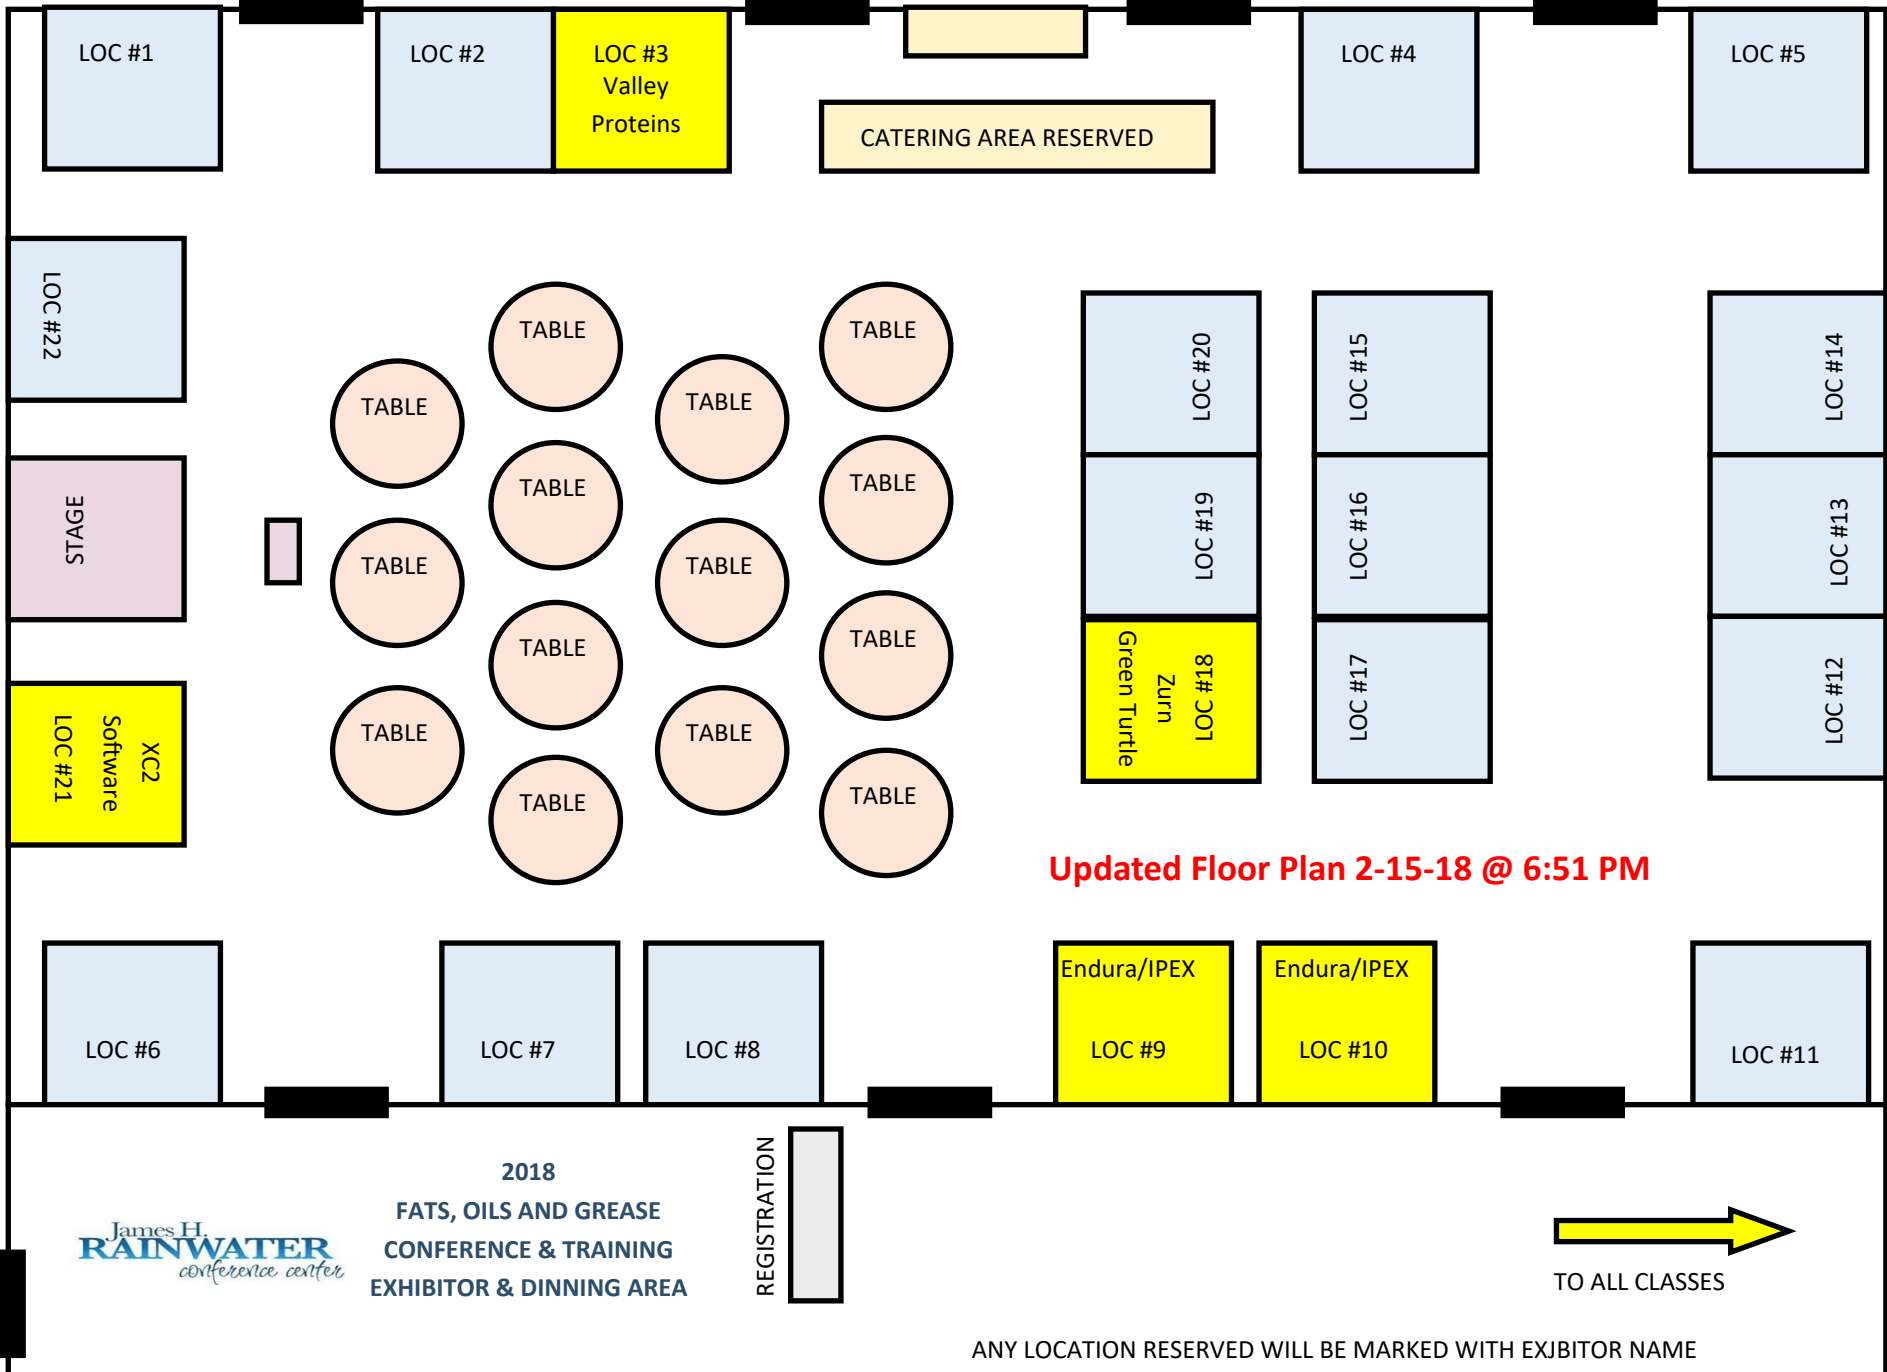 LOC #1
LOC #2
LOC #3
Valley
Proteins
CATERING AREA RESERVED
LOC #4
LOC #5
LOC #22
STAGE
XC2
Software
LOC #21
TABLE
TABLE
TABLE
TABLE
TABLE
TABLE
TABLE
TABLE
TABLE
TABLE
TABLE
TABLE
TABLE
TABLE
LOC #20
LOC #19
Green Turtle
Zurn
LOC #18
LOC #15
LOC #16
LOC #17
LOC #14
LOC #13
LOC #12
Updated Floor Plan 2-15-18 @ 6:51 PM
LOC #6
LOC #7
LOC #8
Endura/IPEX
LOC #9
Endura/IPEX
LOC #10
LOC #11
James H.
RAINWATER
conference center
2018
FATS, OILS AND GREASE
CONFERENCE & TRAINING
EXHIBITOR & DINNING AREA
REGISTRATION
TO ALL CLASSES
ANY LOCATION RESERVED WILL BE MARKED WITH EXJBITOR NAME